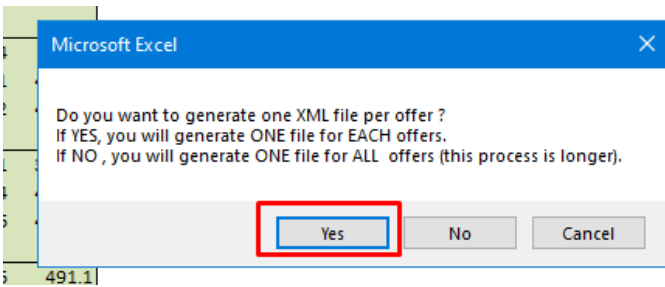 Microsoft Excel
Do you want to generate one XML file per offer ?
If YES, you will generate ONE file for EACH offers.
If NO , you will generate ONE file for ALL  offers (this process is longer).
Yes No Cancel
491.1